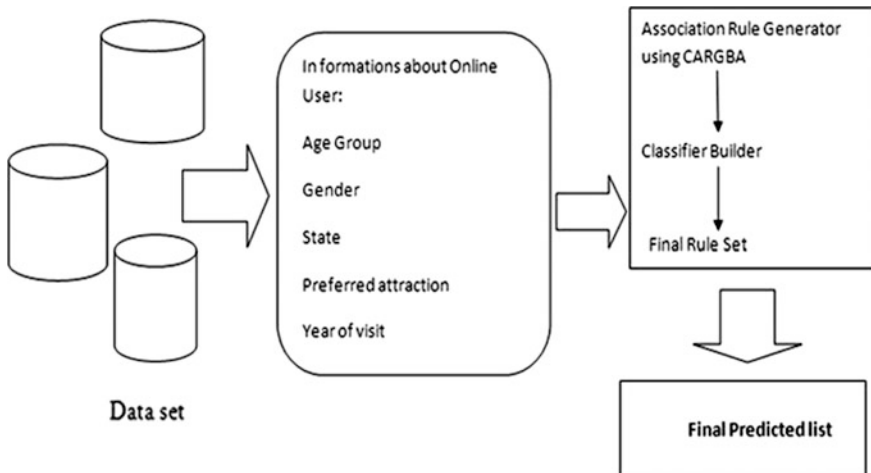 In formations about Online
User:
Age Group
Gender
State
Preferred attraction
Year of visit
Data set
Association Rule Generator
using CARGBA
Classifier Builder
Final Rule Set
Final Predicted list